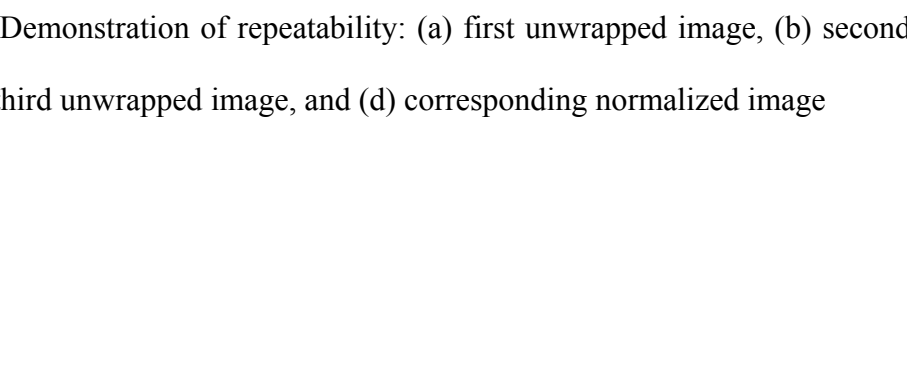 Demonstration of repeatability: (a) first unwrapped image, (b) second
hird unwrapped image, and (d) corresponding normalized image